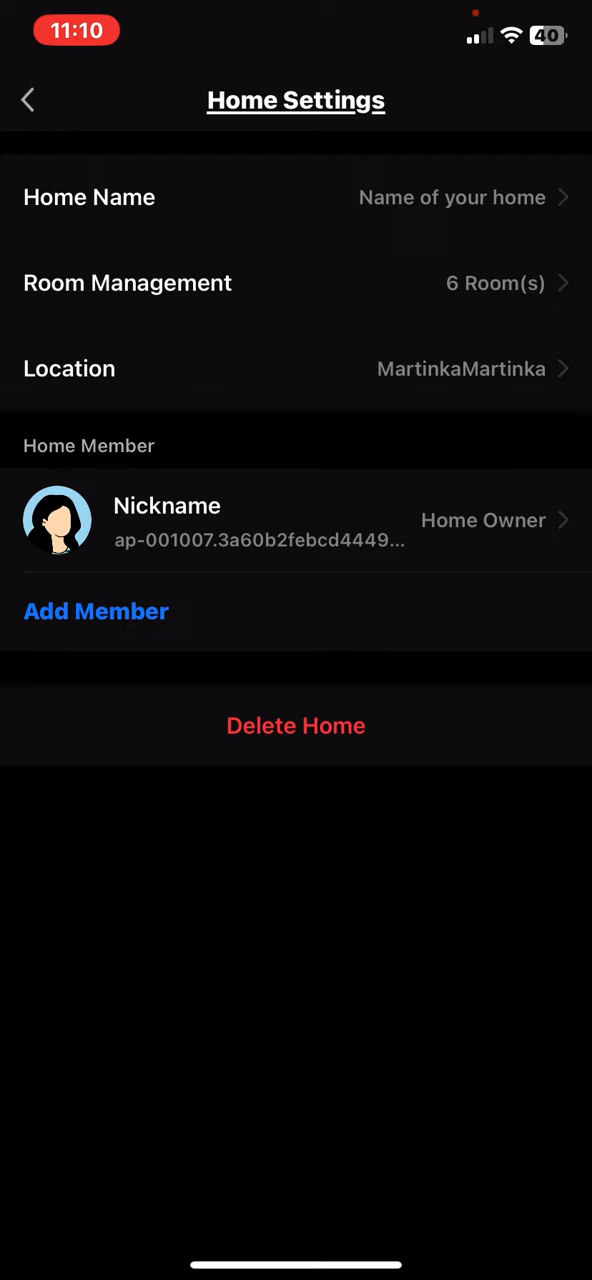 11:10
40
Home Settings
Home Name
Name of your home
Room Management
6 Room(s)
Location
MartinkaMartinka
Home Member
Nickname
ap-001007.3a60b2febcd4449...
Home Owner
Add Member
Delete Home